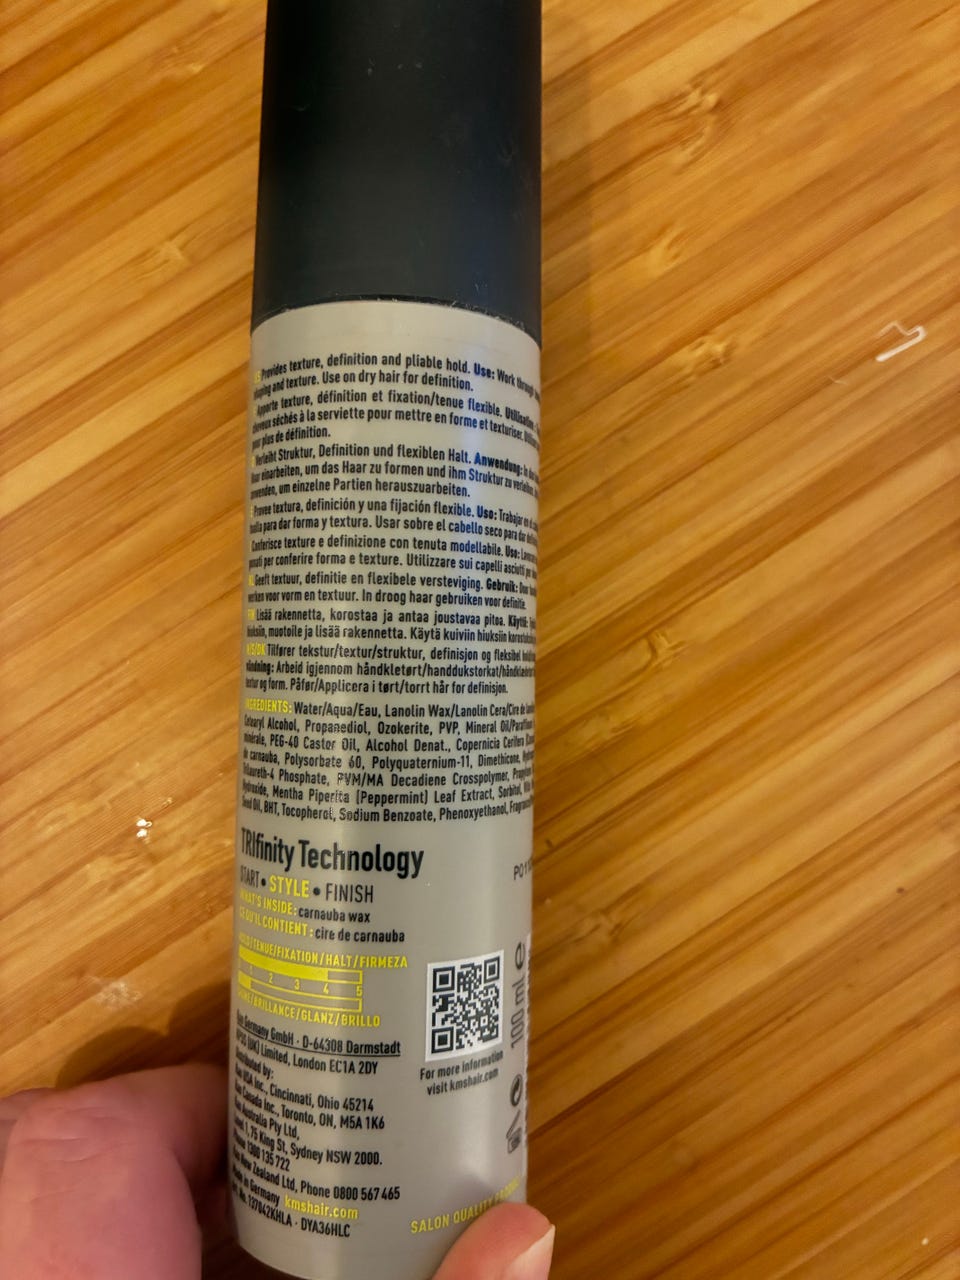 Provides texture, definition and pliable hold. Use: Work through
and texture. Use on dry hair for definition.
Apporte texture, définition et fixation/tenue flexible. Utilisation:
cheveux séchés à la serviette pour mettre en forme et texturiser.
pour plus de définition.
Verleiht Struktur, Definition und flexiblen Halt. Anwendung:
Haar einarbeiten, um das Haar zu formen und ihm Struktur zu verleihen.
um einzelne Partien herauszuarbeiten.
Provee textura, definición y una fijación flexible. Uso: Trabajar en
para dar forma y textura. Usar sobre el cabello seco para dar
Conferisce texture e definizione con tenuta modellabile. Uso:
per conferire forma e texture. Utilizzare sui capelli asciutti per
Geeft textuur, definitie en flexibele versteviging. Gebruik: Door
werken voor vorm en textuur. In droog haar gebruiken voor definitie.
Lisää rakennetta, korostaa ja antaa joustavaa pitoa. Käyttö:
hiuksiin, muotoile ja lisää rakennetta. Käytä kuiviin hiuksiin
N/S/DK Tilfører tekstur/textur/struktur, definisjon og fleksibel
Arbeid igjennom håndkletørt/handdukstorkat/
og form. Påfør/Applicera i tørt/torrt hår for definisjon.
INGREDIENTS: Water/Aqua/Eau, Lanolin Wax/Lanolin Cera/Cire de
Cetearyl Alcohol, Propanediol, Ozokerite, PVP, Mineral Oil/
minérale, PEG-40 Castor Oil, Alcohol Denat., Copernicia Cerifera
de carnauba, Polysorbate 60, Polyquaternium-11, Dimethicone,
Trilaureth-4 Phosphate, PVM/MA Decadiene Crosspolymer,
Hydroxide, Mentha Piperita (Peppermint) Leaf Extract, Sorbitol,
Seed Oil, BHT, Tocopherol, Sodium Benzoate, Phenoxyethanol,
TRIfinity Technology
START • STYLE • FINISH
WHAT'S INSIDE: carnauba wax
CE QU'IL CONTIENT: cire de carnauba
HOLD/TENUE/FIXATION/HALT/FIRMEZA
1 2 3 4 5
SHINE/BRILLANCE/GLANZ/BRILLO
Kao Germany GmbH · D-64308 Darmstadt
KPSS (UK) Limited, London EC1A 2DY
Distributed by:
Kao USA Inc., Cincinnati, Ohio 45214
Kao Canada Inc., Toronto, ON, M5A 1K6
Kao Australia Pty Ltd,
75 King St, Sydney NSW 2000.
Phone 1300 135 722
Kao New Zealand Ltd, Phone 0800 567 465
Made in Germany kmshair.com
Art. No. 137842KHLA · DYA36HLC
For more information
visit kmshair.com
100 ml e
SALON QUALITY PRODUCT